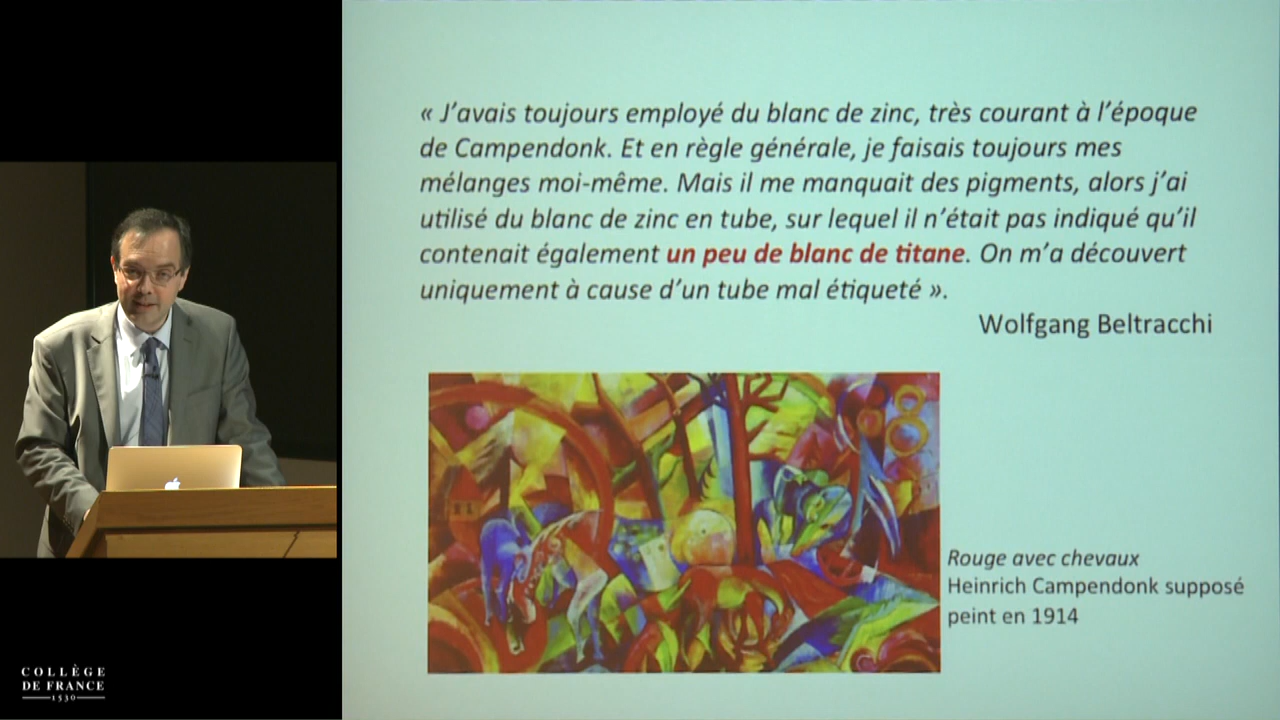 « J’avais toujours employé du blanc de zinc, très courant à l’époque
de Campendonk. Et en règle générale, je faisais toujours mes
mélanges moi-même. Mais il me manquait des pigments, alors j’ai
utilisé du blanc de zinc en tube, sur lequel il n’était pas indiqué qu’il
contenait également un peu de blanc de titane. On m’a découvert
uniquement à cause d’un tube mal étiqueté ».
Wolfgang Beltracchi
Rouge avec chevaux
Heinrich Campendonk supposé
peint en 1914
COLLÈGE
DE FRANCE
1530